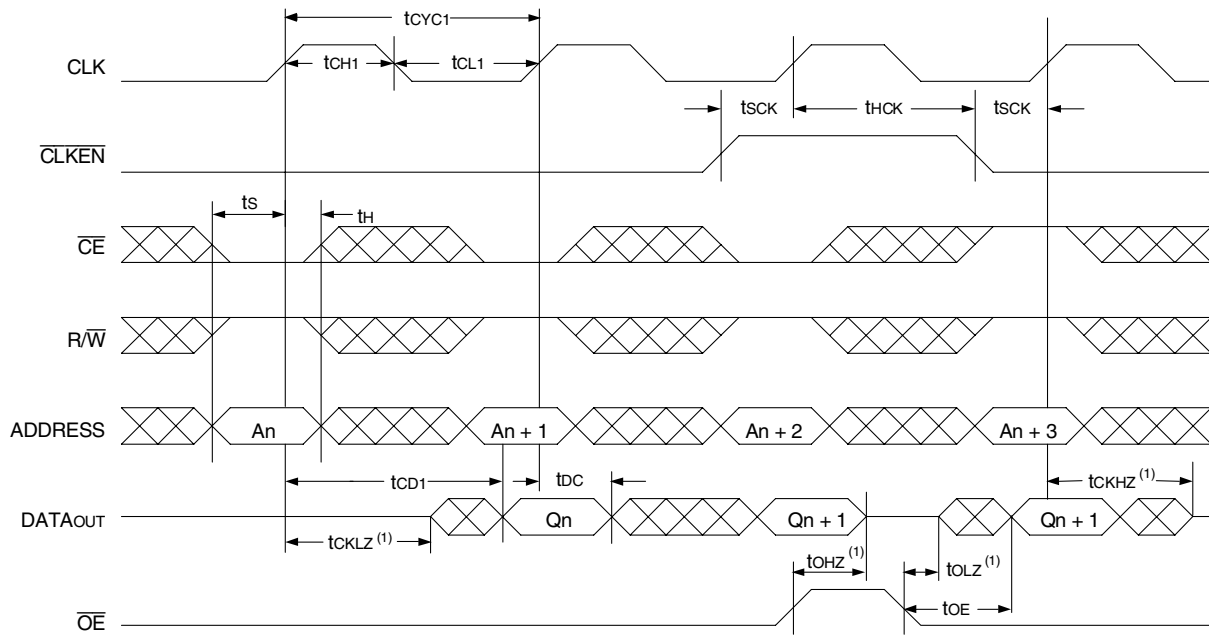 tCYC1
CLK
tCH1
tCL1
tSCK
tHCK
tSCK
CLKEN
tS
tH
CE
R/W
ADDRESS
An
An + 1
An + 2
An + 3
tCD1
tDC
tCKHZ (1)
DATAOUT
Qn
Qn + 1
Qn + 1
tCKLZ (1)
tOHZ (1)
tOLZ (1)
tOE
OE